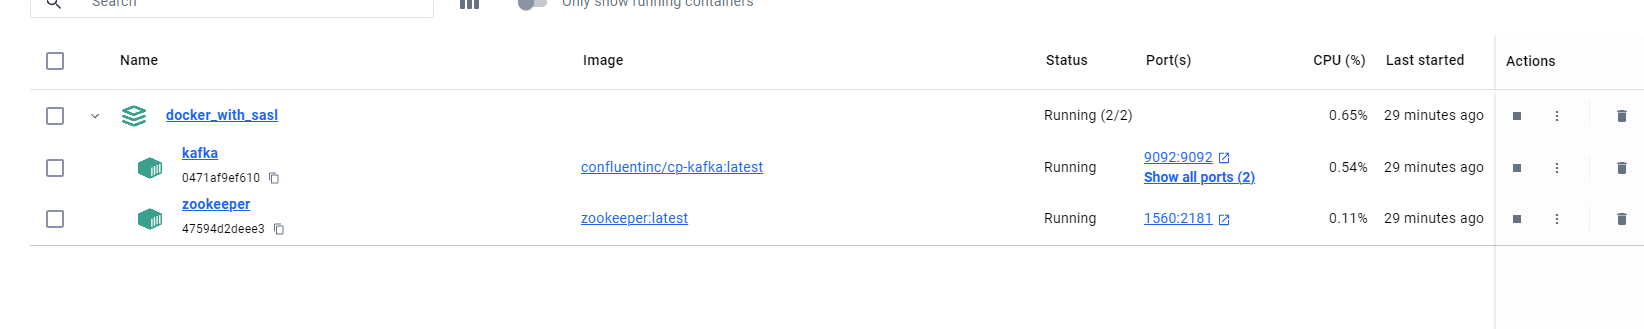 Search Only show running containers
Name Image Status Port(s) CPU (%) Last started Actions
docker_with_sasl Running (2/2) 0.65% 29 minutes ago
kafka
0471af9ef610
confluentinc/cp-kafka:latest Running 9092:9092
Show all ports (2)
0.54% 29 minutes ago
zookeeper
47594d2deee3
zookeeper:latest Running 1560:2181 0.11% 29 minutes ago